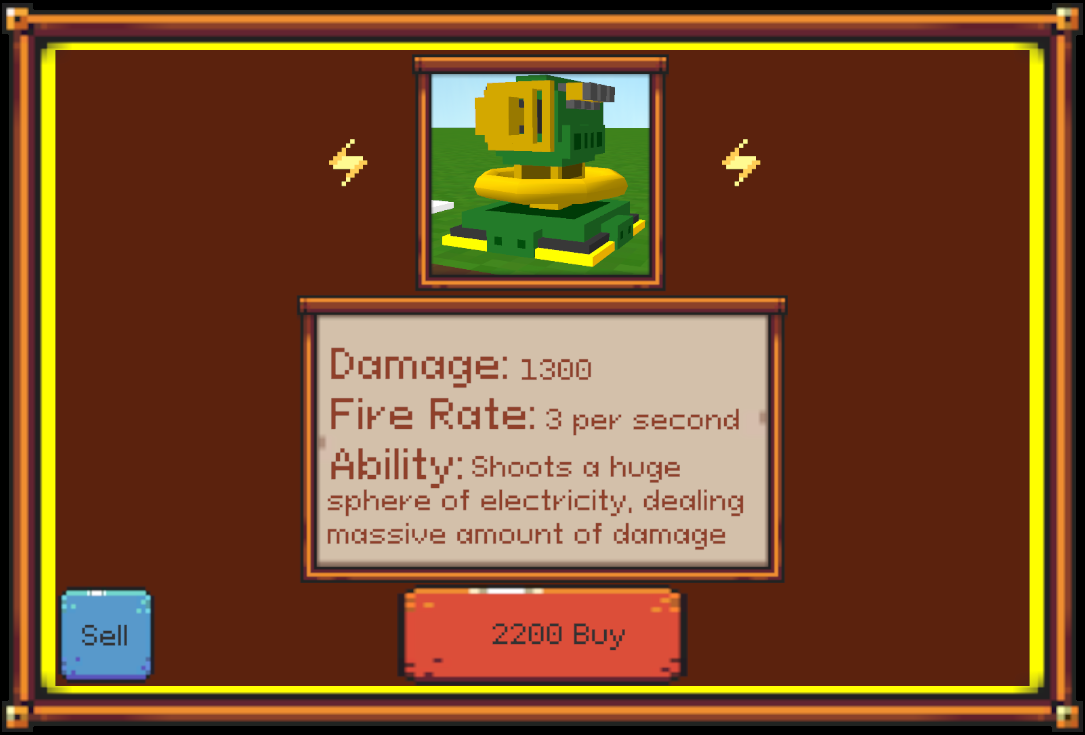 Damage: 1300
Fire Rate: 3 per second
Ability: Shoots a huge
sphere of electricity, dealing
massive amount of damage
Sell
2200 Buy